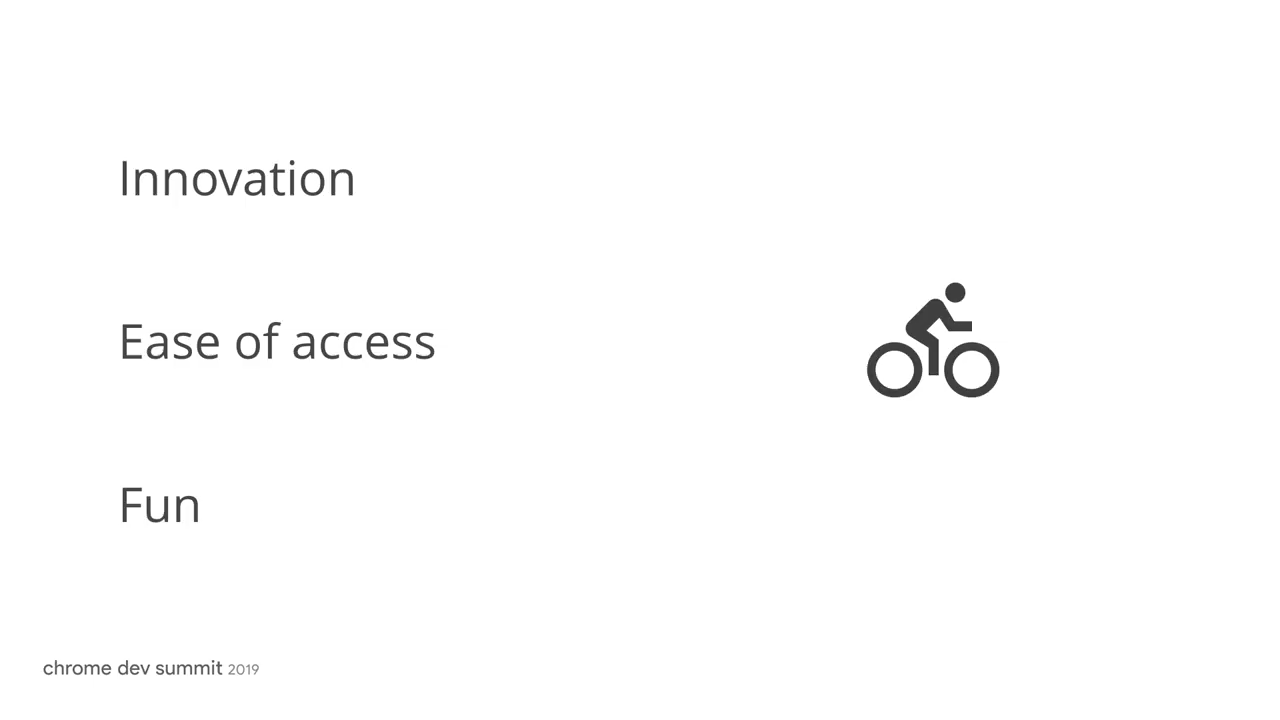 Innovation
Ease of access
Fun
chrome dev summit 2019